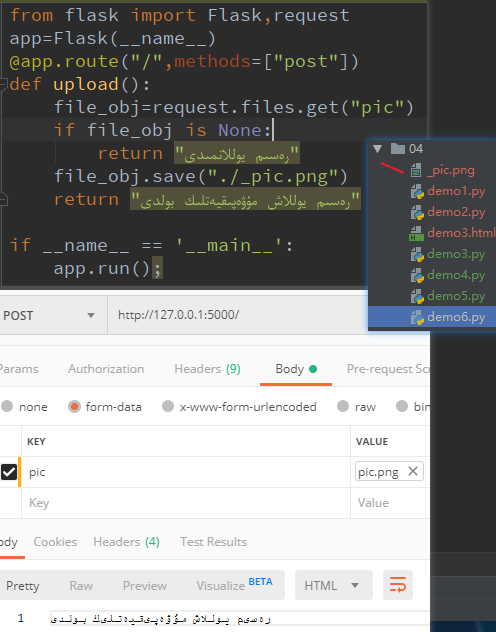 from flask import Flask,request
app=Flask(__name__)
@app.route("/",methods=["post"])
def upload():
file_obj=request.files.get("pic")
if file_obj is None:
return "رەسىم يوللانمىدى"
file_obj.save("./_pic.png")
return "رەسىم يوللاش مۇۋەپىقىيەتلىك بولدى"
if __name__ == '__main__':
app.run();
04
_pic.png
demo1.py
demo2.py
demo3.html
demo3.py
demo4.py
demo5.py
demo6.py
POST
http://127.0.0.1:5000/
Params Authorization Headers (9) Body Pre-request Scr
none form-data x-www-form-urlencoded raw bin
KEY VALUE
pic pic.png
Key Value
ody Cookies Headers (4) Test Results
Pretty Raw Preview Visualize BETA HTML
1 رەسىم يوللاش مۇۋەپىقىيەتلىك بولدى